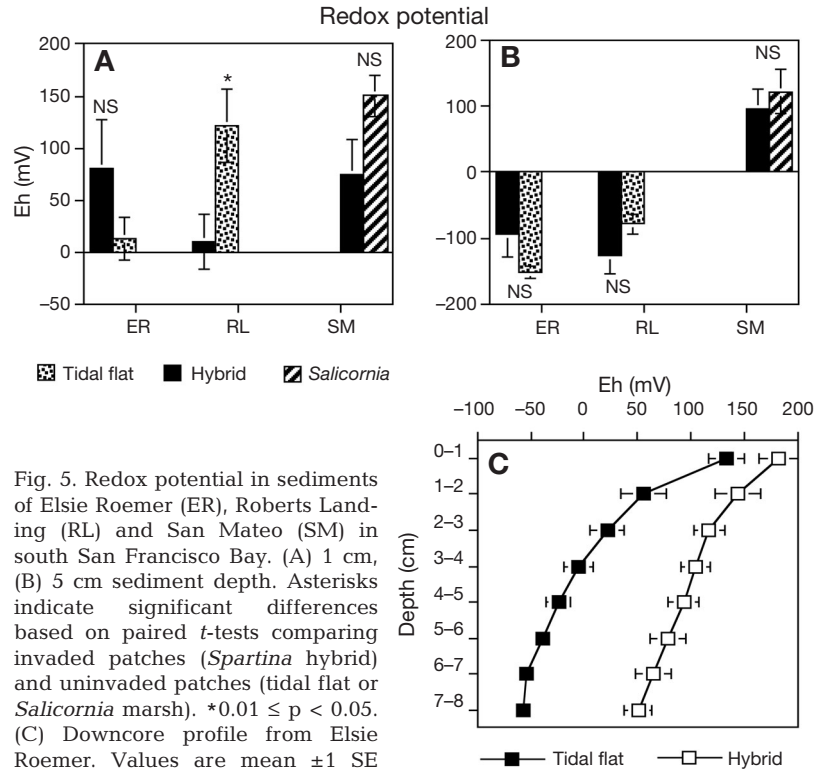 Redox potential
A
B
200
150
100
50
0
–50
Eh (mV)
NS
*
NS
ER
RL
SM
200
100
0
–100
–200
NS
NS
NS
ER
RL
SM
Tidal flat
Hybrid
Salicornia
Eh (mV)
–100
–50
0
50
100
150
200
C
Depth (cm)
0–1
1–2
2–3
3–4
4–5
5–6
6–7
7–8
Tidal flat
Hybrid
Fig. 5. Redox potential in sediments
of Elsie Roemer (ER), Roberts Land-
ing (RL) and San Mateo (SM) in
south San Francisco Bay. (A) 1 cm,
(B) 5 cm sediment depth. Asterisks
indicate significant differences
based on paired t-tests comparing
invaded patches (Spartina hybrid)
and uninvaded patches (tidal flat or
Salicornia marsh). *0.01 ≤ p < 0.05.
(C) Downcore profile from Elsie
Roemer. Values are mean ±1 SE